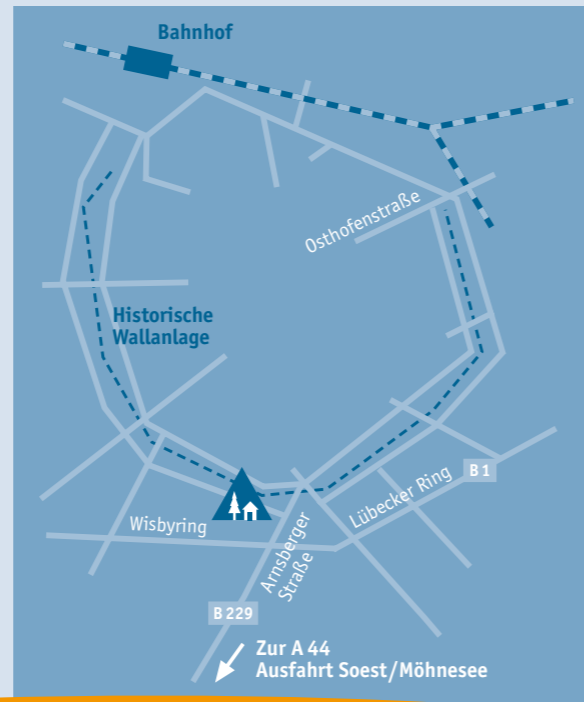 Bahnhof
Osthofenstraße
Historische
Wallanlage
B 1
Lübecker Ring
Wisbyring
Arnsberger
Straße
B 229
Zur A 44
Ausfahrt Soest/Möhnesee